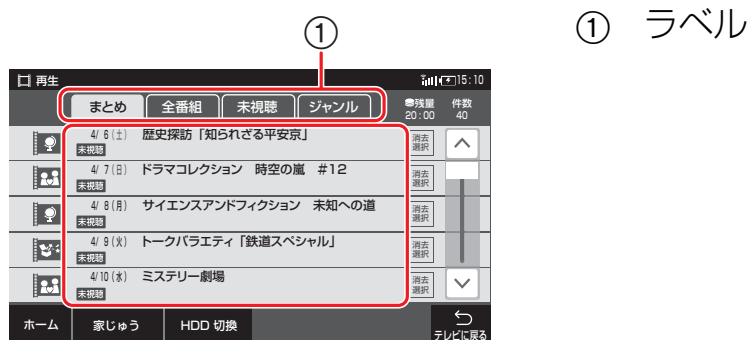 ① ① ラベル
再生 15:10
まとめ 全番組 未視聴 ジャンル 残量 20:00 件数 40
4/ 6(土) 歴史探訪「知られざる平安京」 消去 選択
未視聴
4/ 7(日) ドラマコレクション 時空の嵐 #12 消去 選択
未視聴
4/ 8(月) サイエンスアンドフィクション 未知への道 消去 選択
未視聴
4/ 9(火) トークバラエティ「鉄道スペシャル」 消去 選択
未視聴
4/10(水) ミステリー劇場 消去 選択
未視聴
ホーム 家じゅう HDD 切換 テレビに戻る